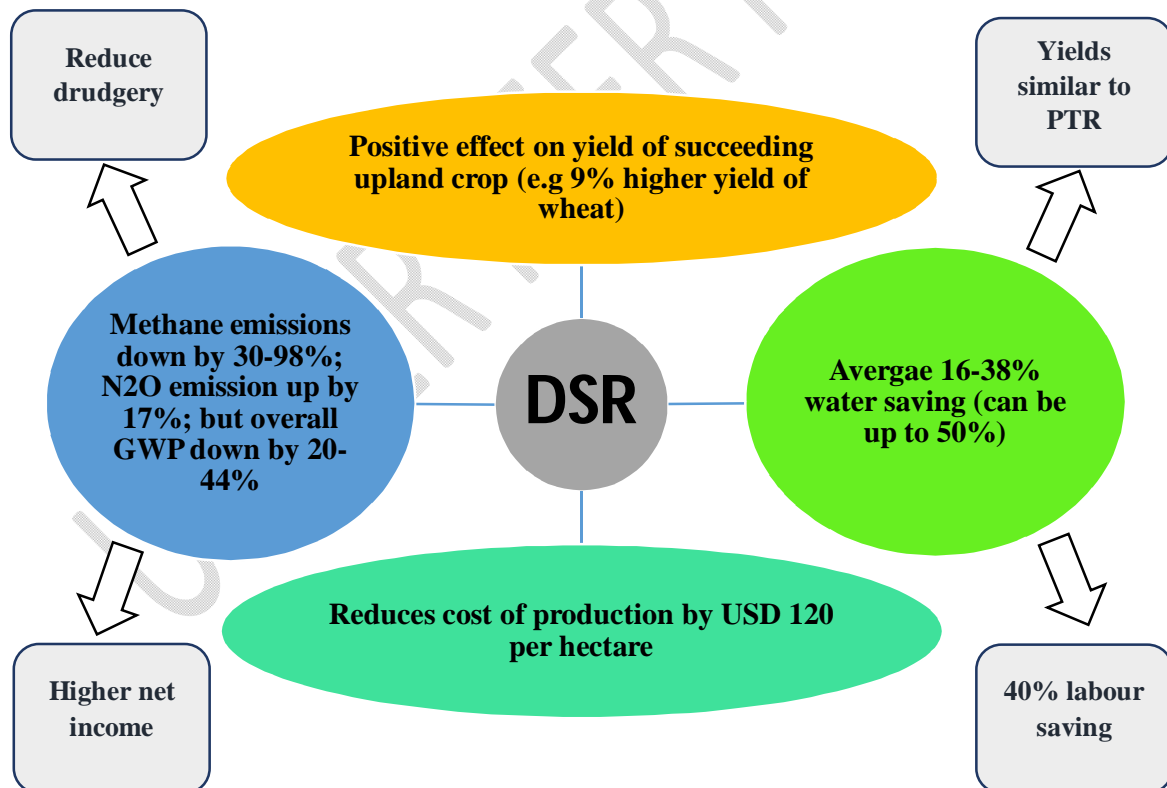 Reduce
drudgery
Yields
similar to
PTR
Positive effect on yield of succeeding
upland crop (e.g 9% higher yield of
wheat)
Methane emissions
down by 30-98%;
N2O emission up by
17%; but overall
GWP down by 20-
44%
DSR
Avergae 16-38%
water saving (can be
up to 50%)
Reduces cost of production by USD 120
per hectare
Higher net
income
40% labour
saving